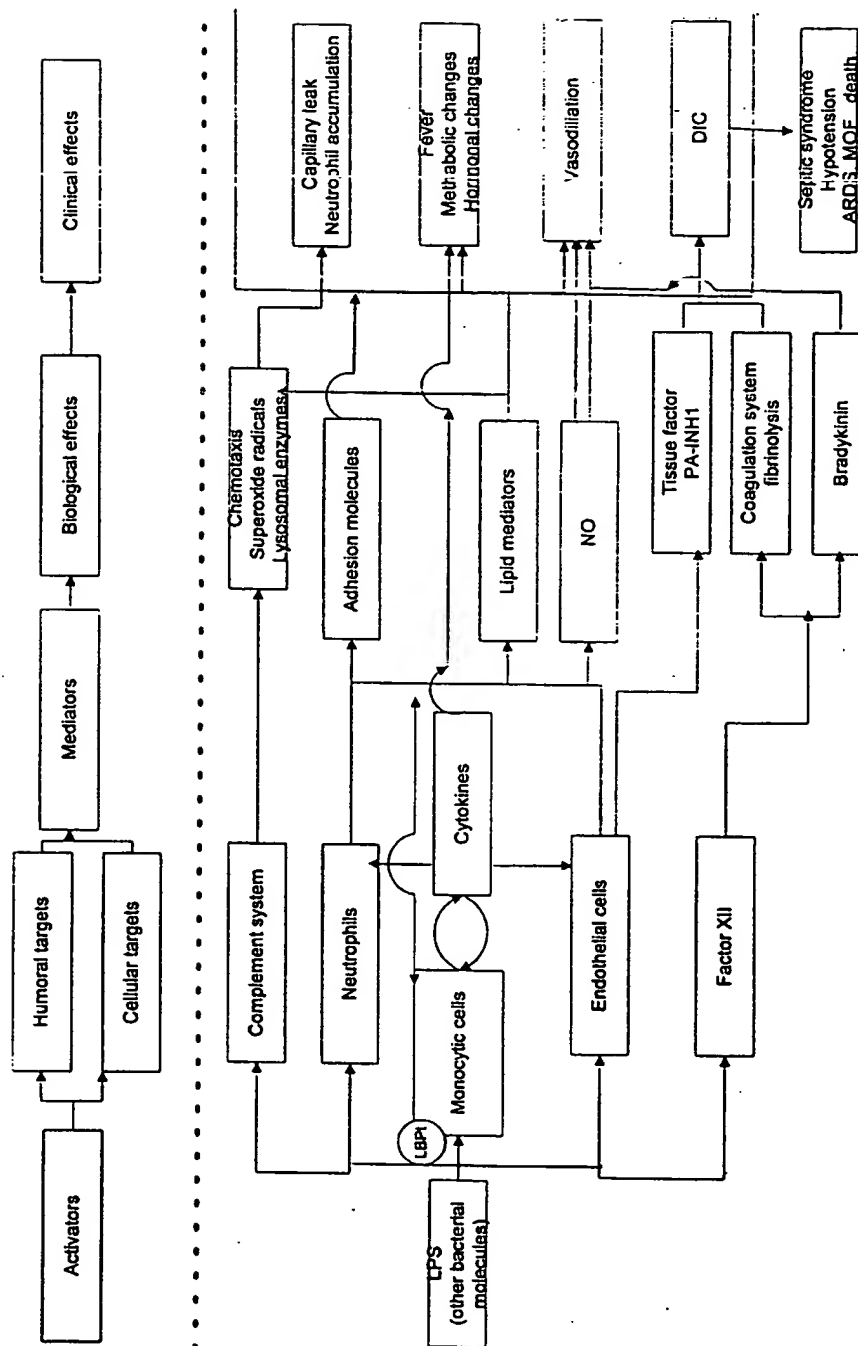 Activators
Humoral targets
Cellular targets
Mediators
Biological effects
Clinical effects
LPS
(other bacterial
molecules)
LBPt
Complement system
Neutrophils
Monocytic cells
Cytokines
Endothelial cells
Factor XII
Chemotaxis
Superoxide radicals
Lysosomal enzymes
Adhesion molecules
Lipid mediators
NO
Tissue factor
PA-INH1
Coagulation system
fibrinolysis
Bradykinin
Capillary leak
Neutrophil accumulation
Fever
Methabolic changes
Hormonal changes
Vasodiliation
DIC
Septic syndrome
Hypotension
ARDS MOF death